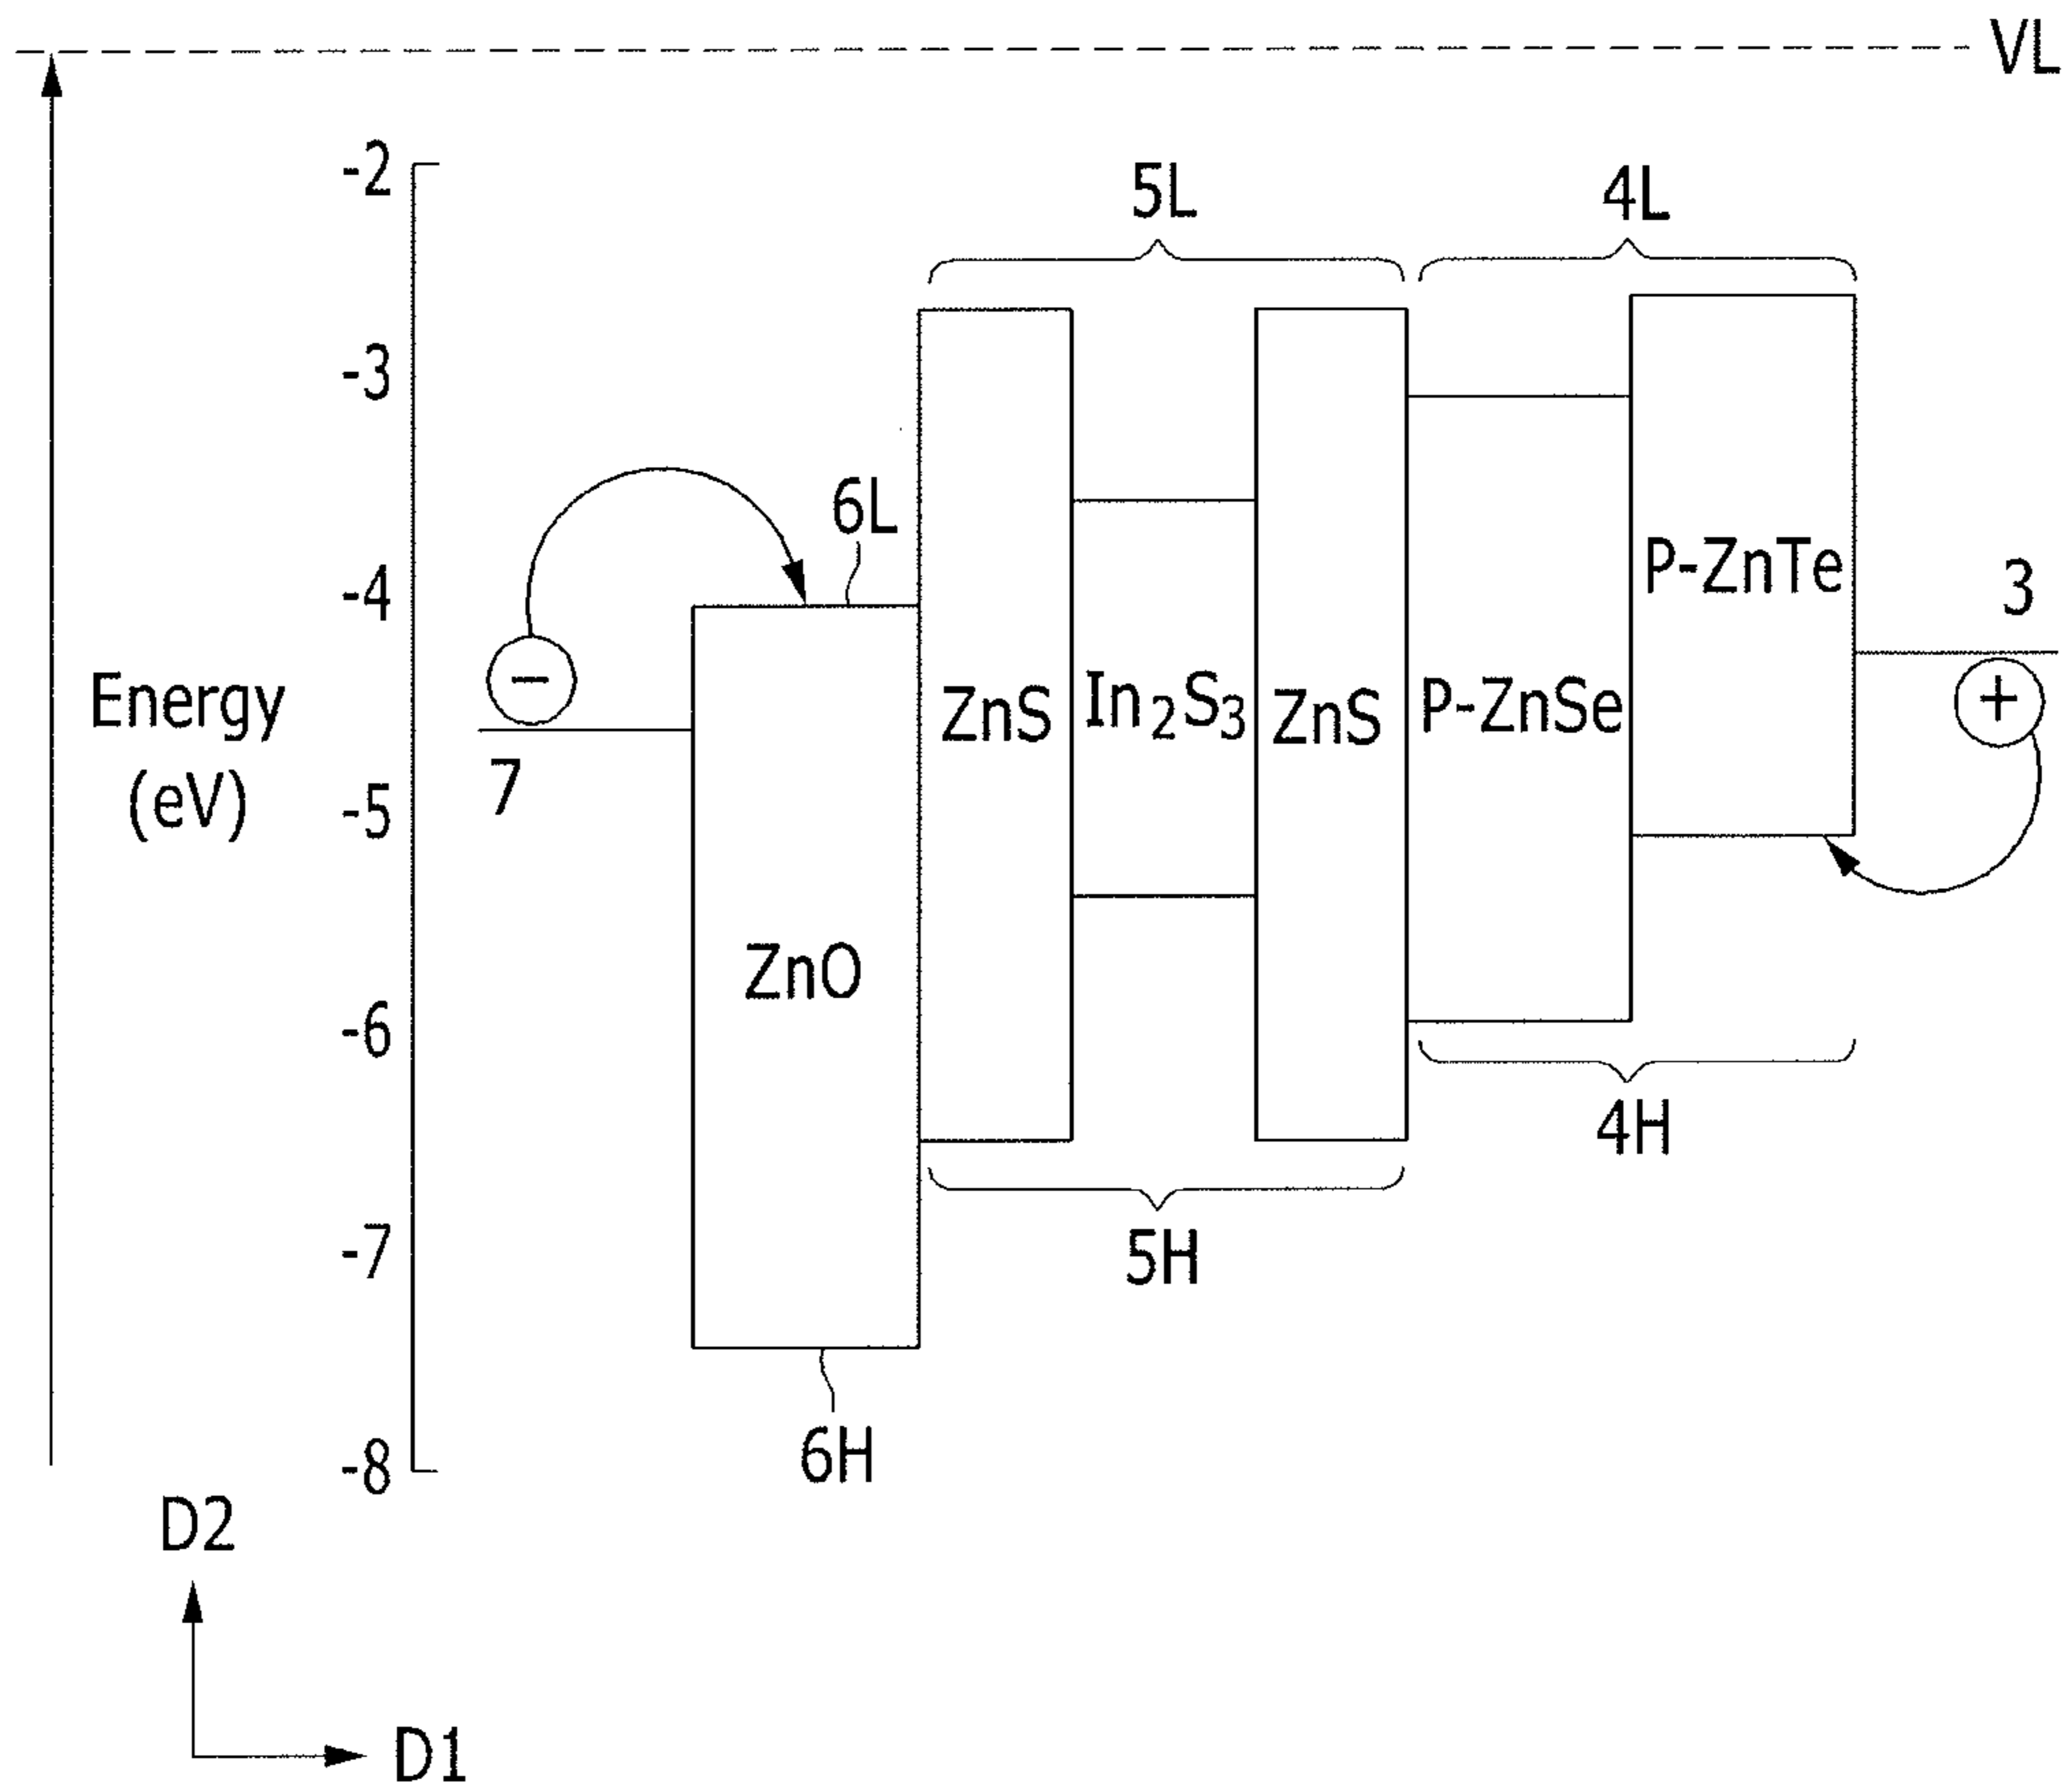 VL
-2
5L
4L
-3
6L
-4
P-ZnTe
3
+
−
Energy
(eV)
ZnS
In₂S₃
ZnS
P-ZnSe
7
-5
ZnO
-6
4H
-7
5H
6H
-8
D2
D1